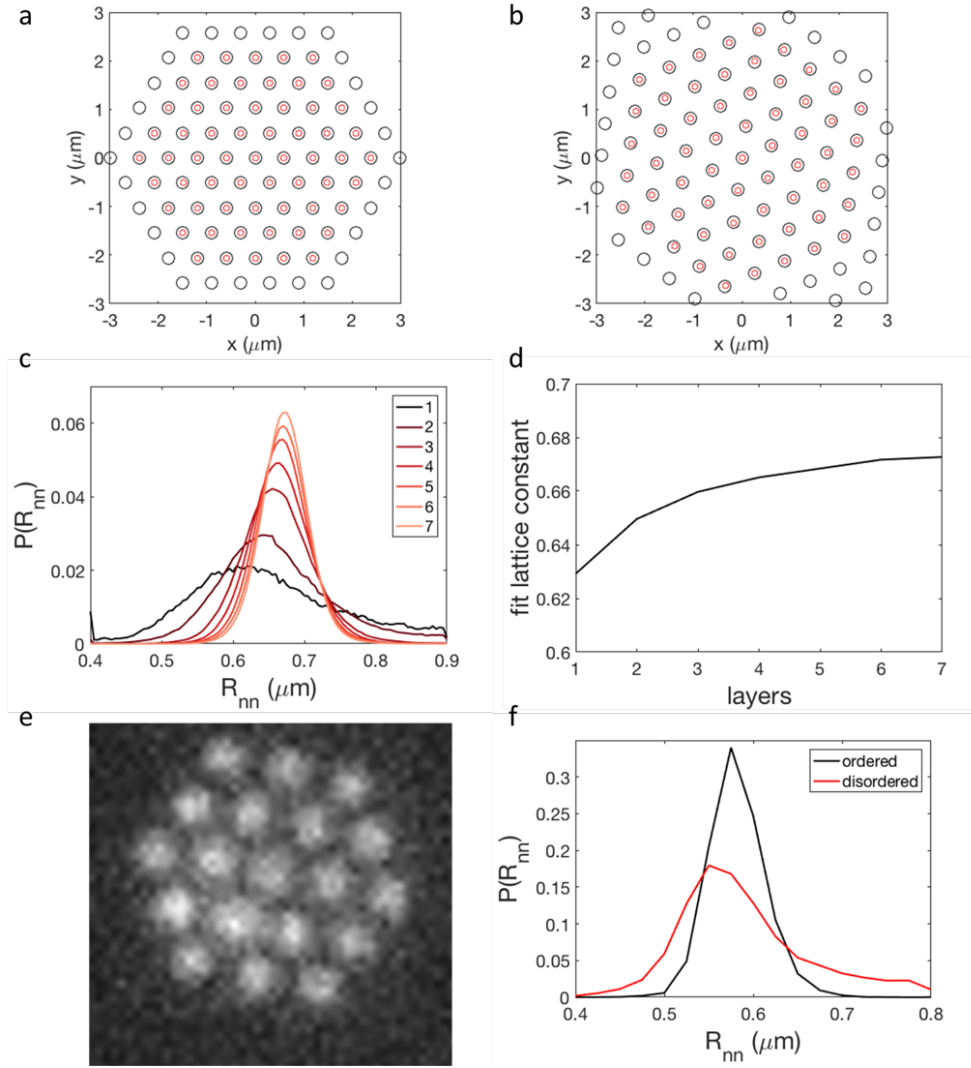 a
3
2
1
0
-1
-2
-3
y (μm)
-3 -2 -1 0 1 2 3
x (μm)
b
3
2
1
0
-1
-2
-3
y (μm)
-3 -2 -1 0 1 2 3
x (μm)
c
0.06
0.04
0.02
0
P(Rnn)
1
2
3
4
5
6
7
0.4 0.5 0.6 0.7 0.8 0.9
Rnn (μm)
d
0.7
0.68
0.66
0.64
0.62
0.6
fit lattice constant
1 2 3 4 5 6 7
layers
e
f
0.3
0.25
0.2
0.15
0.1
0.05
0
P(Rnn)
ordered
disordered
0.4 0.5 0.6 0.7 0.8
Rnn (μm)